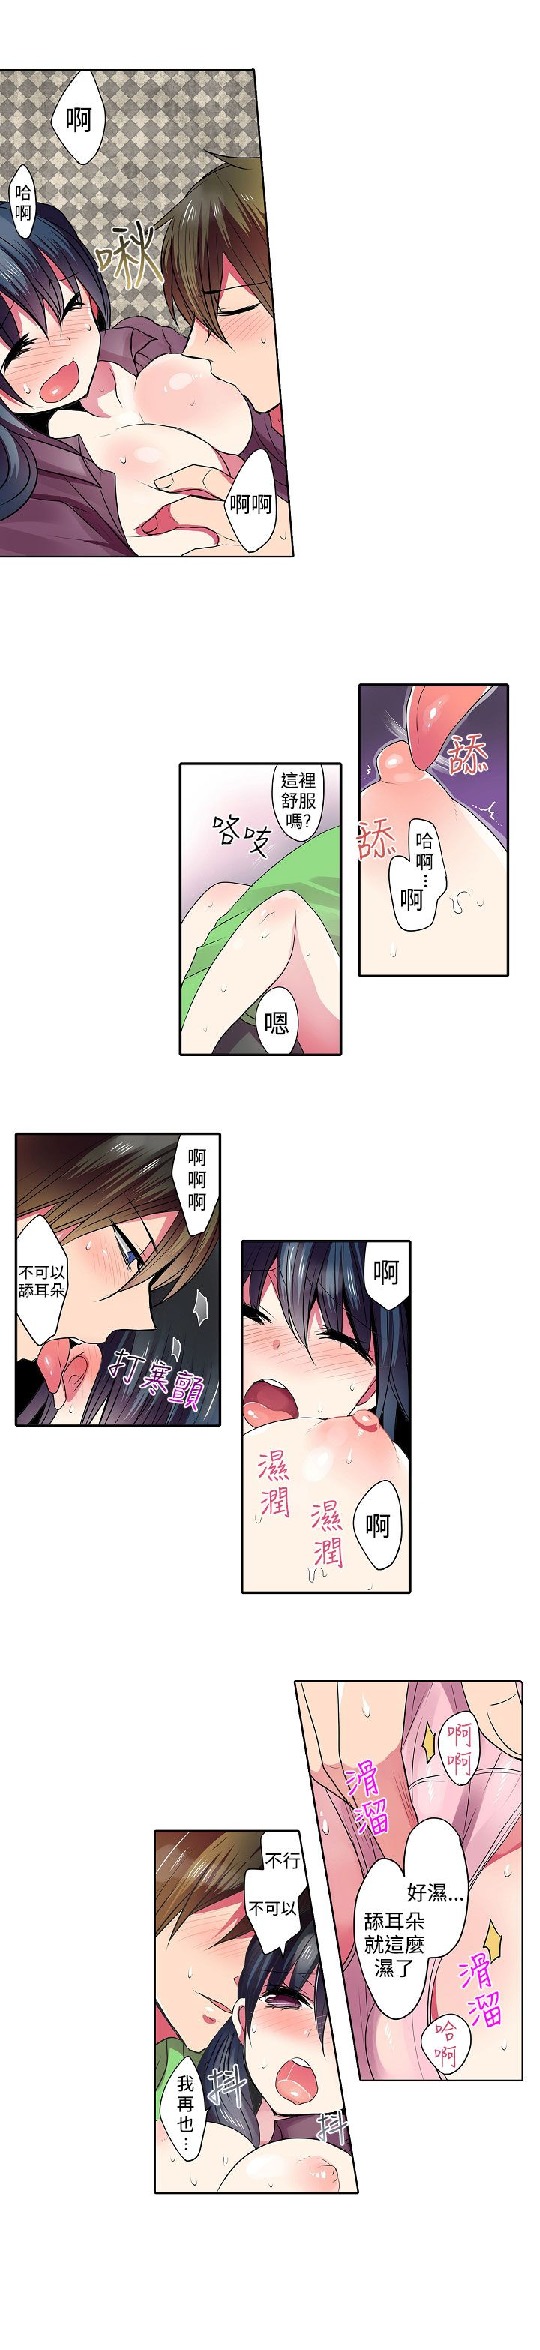 啊
哈
啊
啾
啊啊
舔
舔
哈
啊
…
啊
這裡
舒服
嗎?
咯吱
嗯
啊
啊
啊
不可以
舔耳朵
打寒顫
啊
濕
潤
濕
潤
啊
啊
啊
滑
溜
好濕…
舔耳朵
就這麼
濕了
滑
溜
哈
啊
不行
不可以
抖
抖
我
再
也
…